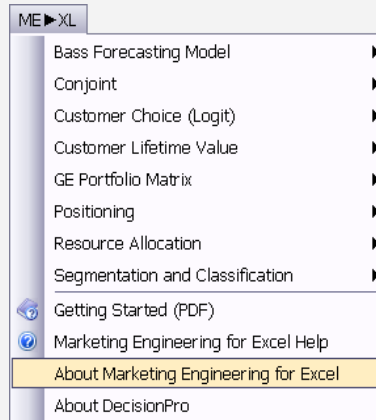 ME►XL
Bass Forecasting Model
Conjoint
Customer Choice (Logit)
Customer Lifetime Value
GE Portfolio Matrix
Positioning
Resource Allocation
Segmentation and Classification
Getting Started (PDF)
Marketing Engineering for Excel Help
About Marketing Engineering for Excel
About DecisionPro